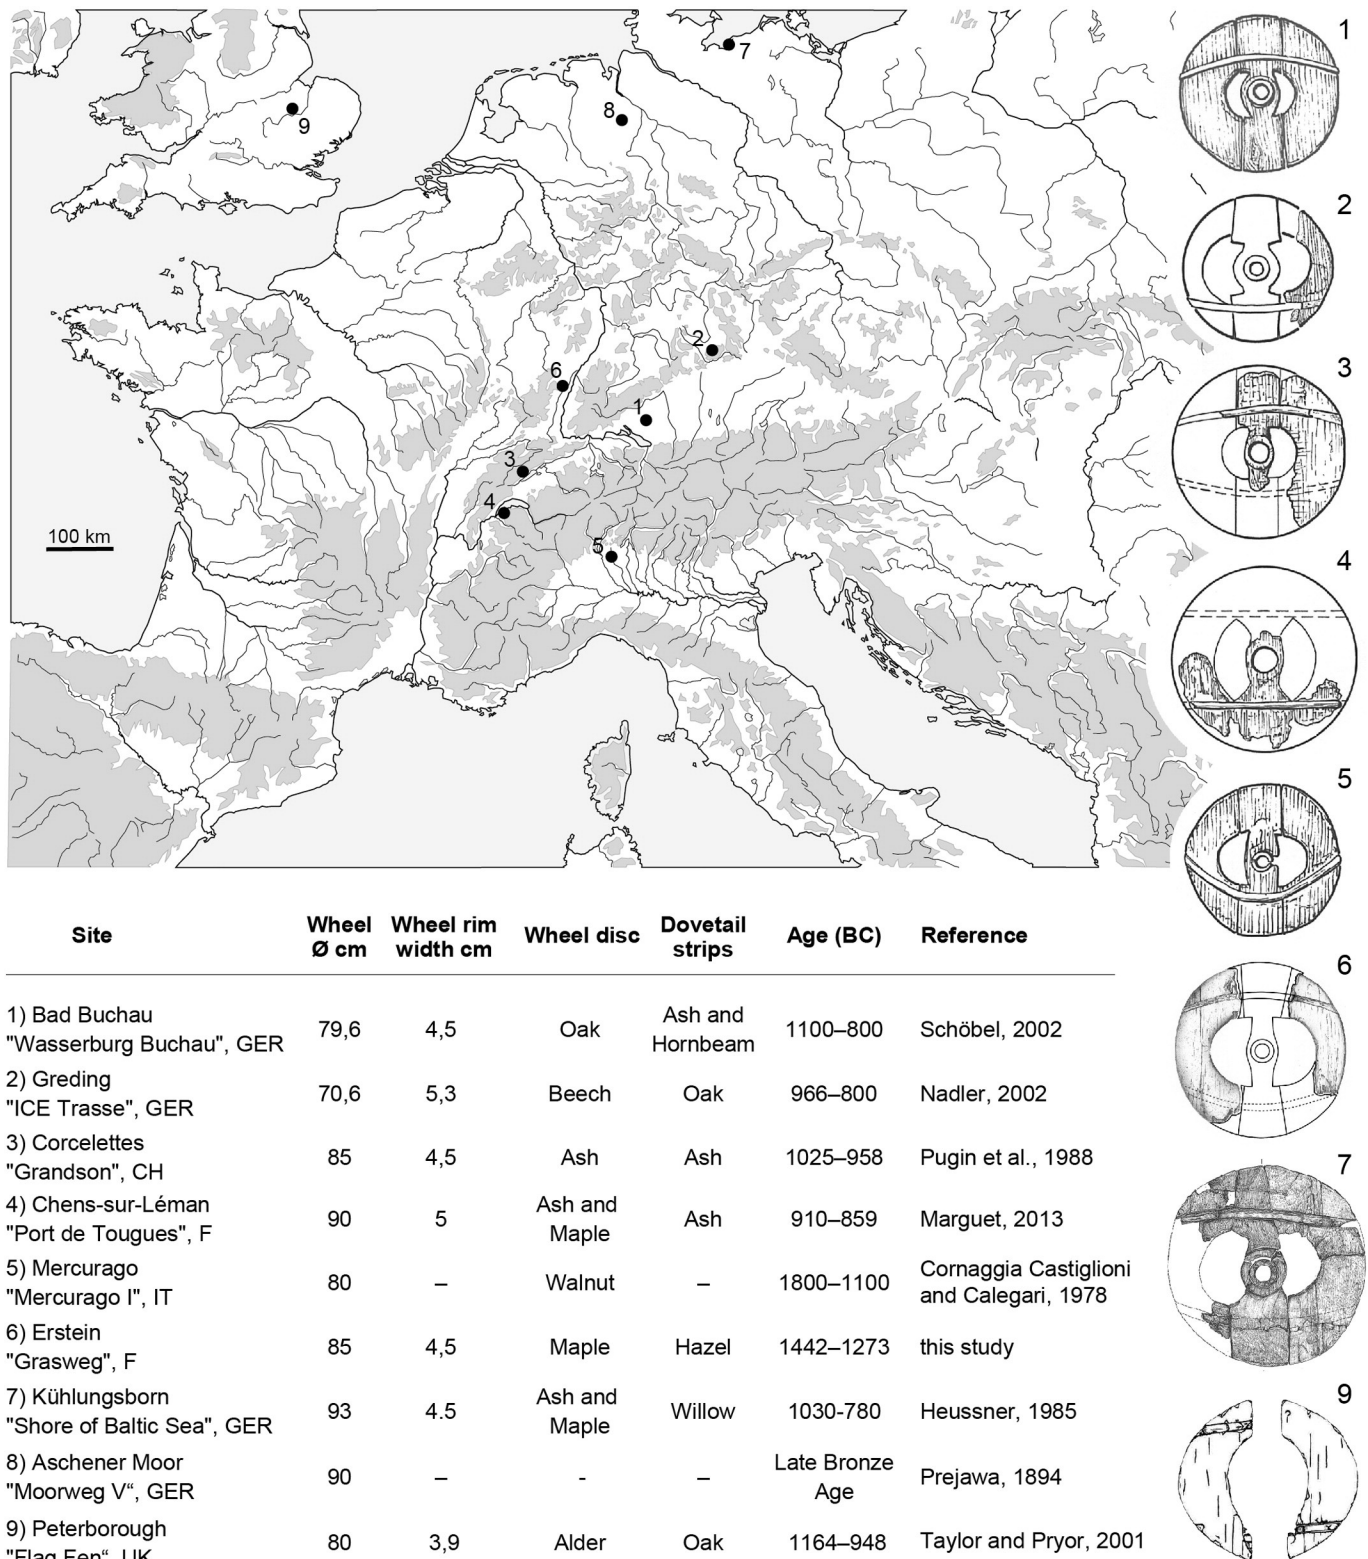 1
7
8
9
2
2
6
1
3
3
4
100 km
5
4
5
Site
Wheel Ø cm
Wheel rim width cm
Wheel disc
Dovetail strips
Age (BC)
Reference
6
1) Bad Buchau
"Wasserburg Buchau", GER
79,6
4,5
Oak
Ash and
Hornbeam
1100–800
Schöbel, 2002
2) Greding
"ICE Trasse", GER
70,6
5,3
Beech
Oak
966–800
Nadler, 2002
3) Corcelettes
"Grandson", CH
85
4,5
Ash
Ash
1025–958
Pugin et al., 1988
7
4) Chens-sur-Léman
"Port de Tougues", F
90
5
Ash and
Maple
Ash
910–859
Marguet, 2013
5) Mercurago
"Mercurago I", IT
80
–
Walnut
–
1800–1100
Cornaggia Castiglioni
and Calegari, 1978
6) Erstein
"Grasweg", F
85
4,5
Maple
Hazel
1442–1273
this study
7) Kühlungsborn
"Shore of Baltic Sea", GER
93
4.5
Ash and
Maple
Willow
1030-780
Heussner, 1985
9
8) Aschener Moor
"Moorweg V“, GER
90
–
-
–
Late Bronze
Age
Prejawa, 1894
9) Peterborough
"Flag Fen“, UK
80
3,9
Alder
Oak
1164–948
Taylor and Pryor, 2001